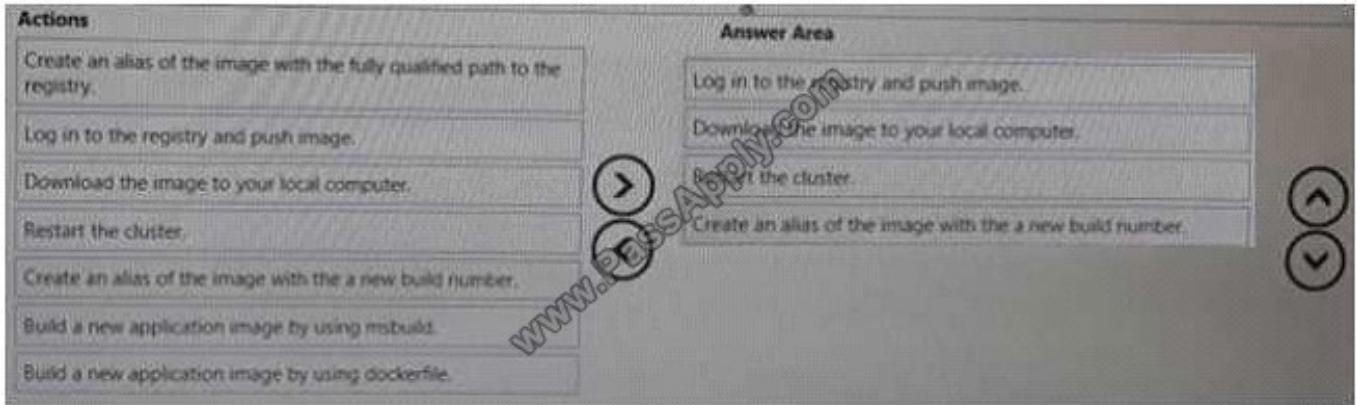 Actions
Create an alias of the image with the fully qualified path to the
registry.
Log in to the registry and push image.
Download the image to your local computer.
Restart the cluster.
Create an alias of the image with the a new build number.
Build a new application image by using msbuild.
Build a new application image by using dockerfile.
Answer Area
Log in to the registry and push image.
Download the image to your local computer.
Restart the cluster.
Create an alias of the image with the a new build number.
www.PassApply.com